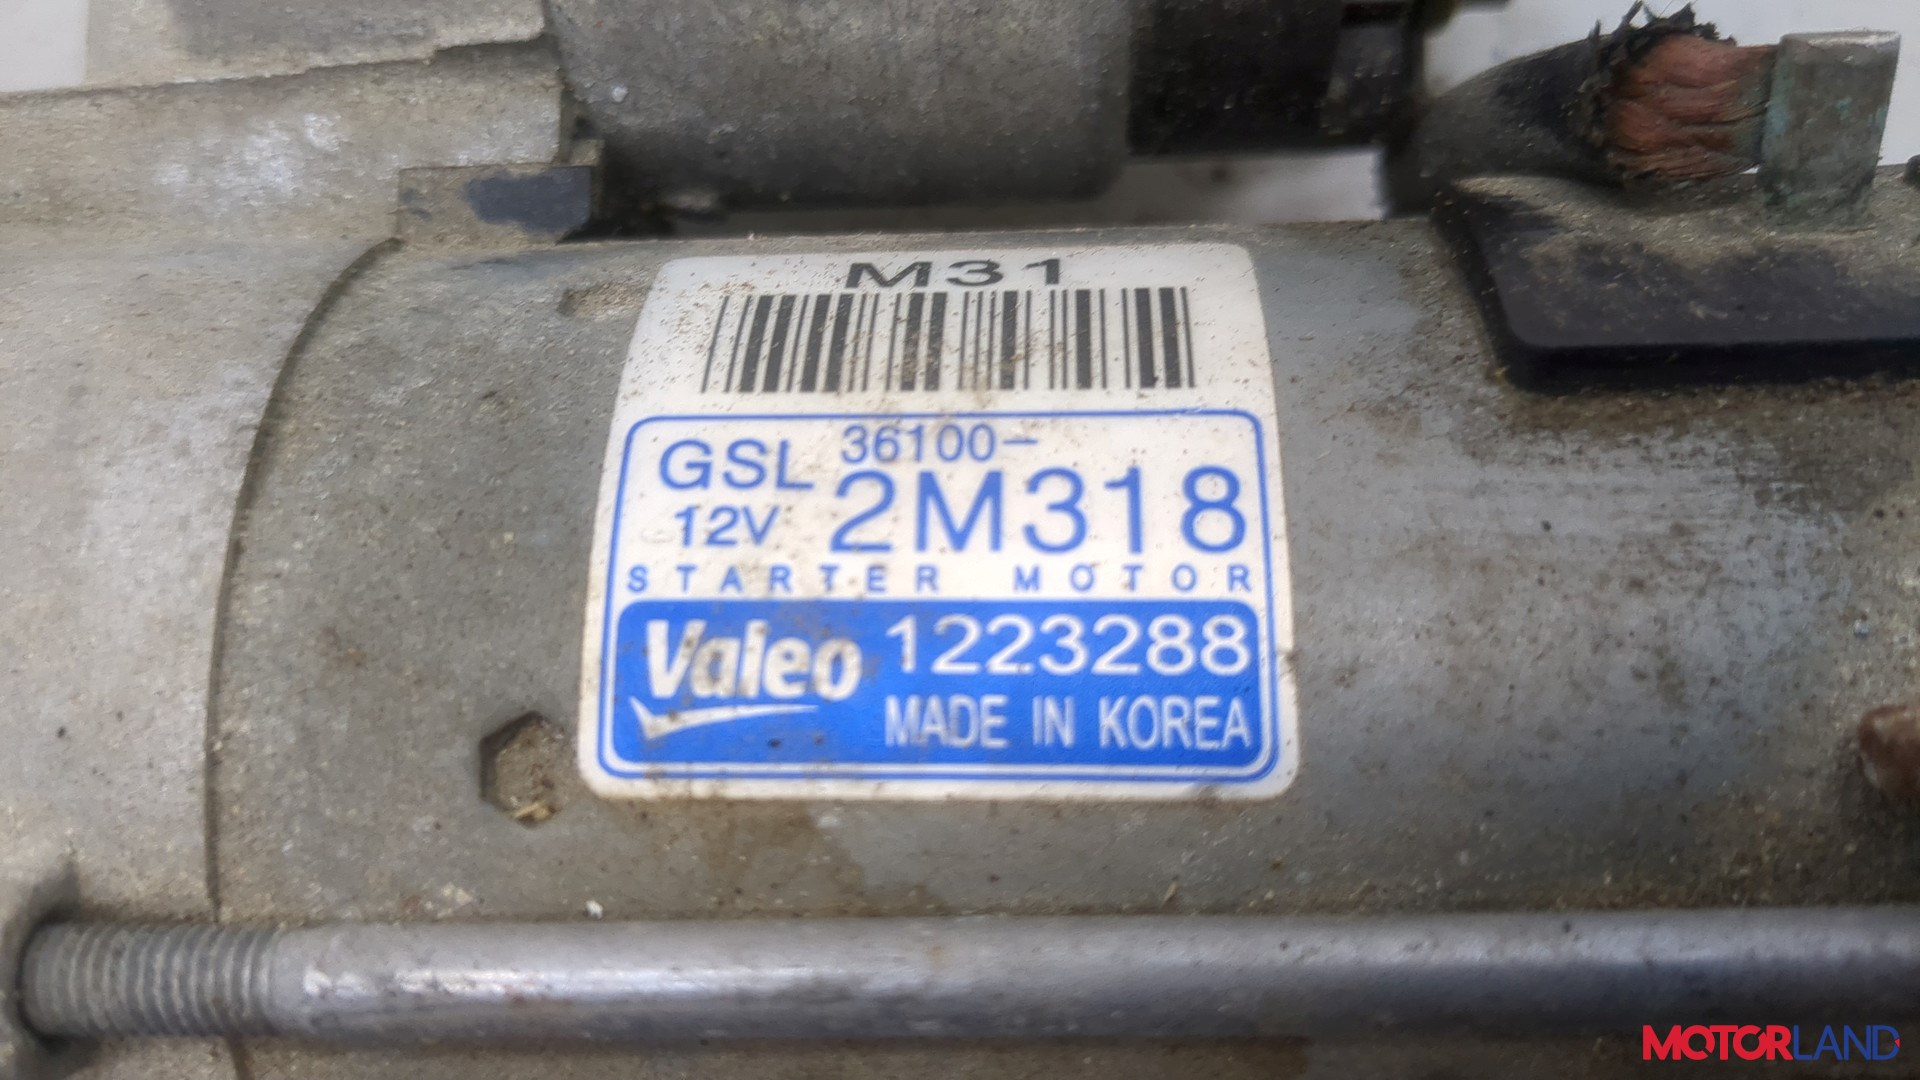 M31
GSL 36100-
12V 2M318
STARTER MOTOR
Valeo 1223288
MADE IN KOREA
MOTORLAND